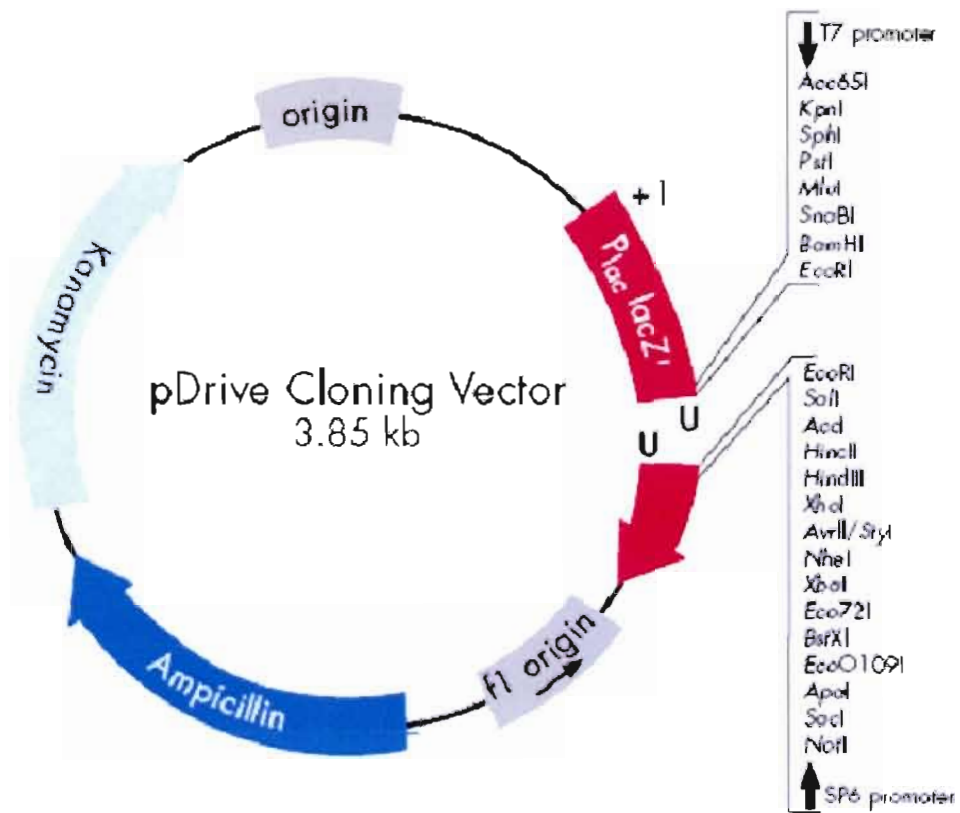 T7 promoter
Acc65I
KpnI
SphI
PstI
MluI
SnaBI
BamHI
EcoRI
origin
+1
Plac lacZ'
Kanamycin
pDrive Cloning Vector
3.85 kb
U
U
EcoRI
SalI
AccI
HincII
HindIII
XhoI
AvrII/StyI
NheI
XbaI
Eco72I
BstXI
EcoO109I
ApaI
SacI
NotI
SP6 promoter
f1 origin
Ampicillin